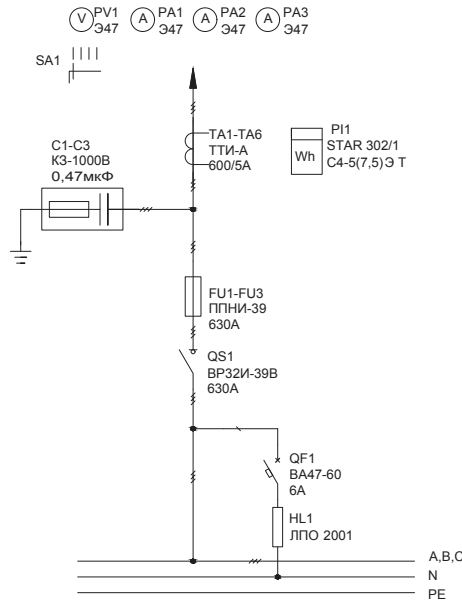 V PV1 A PA1 A PA2 A PA3
Э47 Э47 Э47 Э47
SA1
TA1-TA6
ТТИ-А
600/5А
C1-C3
КЗ-1000В
0,47мкФ
PI1
Wh STAR 302/1
C4-5(7,5)Э Т
FU1-FU3
ППНИ-39
630А
QS1
ВР32И-39В
630А
QF1
ВА47-60
6А
HL1
ЛПО 2001
A,B,C
N
PE